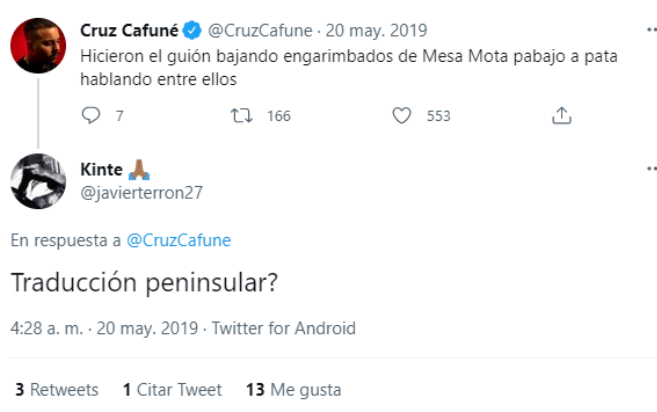 Cruz Cafuné @CruzCafune · 20 may. 2019
Hicieron el guión bajando engarimbados de Mesa Mota pabajo a pata
hablando entre ellos
7 166 553
Kinte 🙏🏾
@javierterron27
En respuesta a @CruzCafune
Traducción peninsular?
4:28 a. m. · 20 may. 2019 · Twitter for Android
3 Retweets 1 Citar Tweet 13 Me gusta